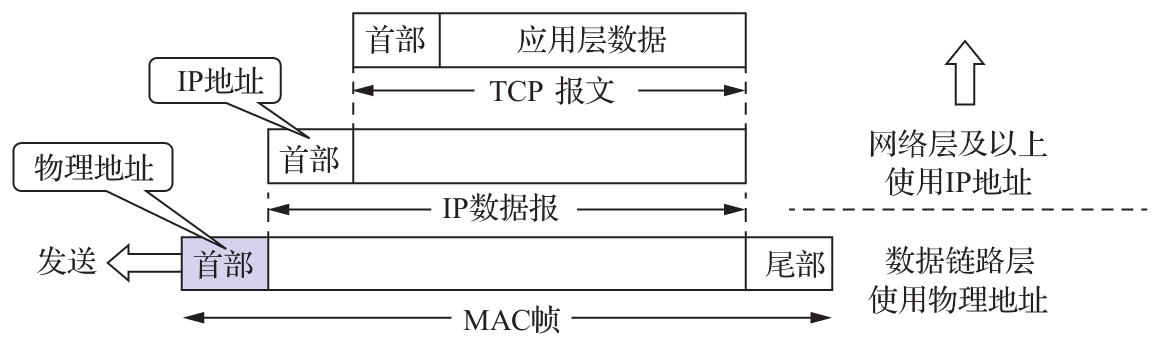 首部
应用层数据
IP地址
TCP 报文
首部
网络层及以上
使用IP地址
物理地址
IP数据报
发送
首部
尾部
数据链路层
使用物理地址
MAC帧